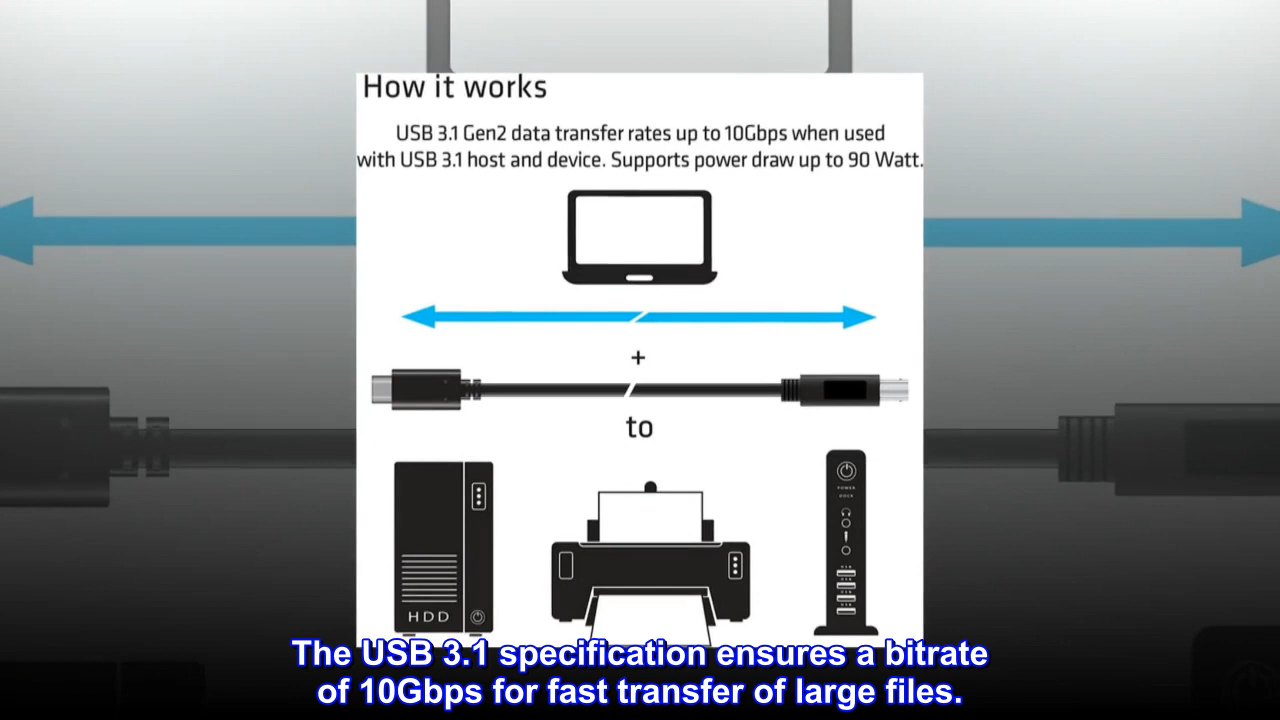 How it works
USB 3.1 Gen2 data transfer rates up to 10Gbps when used
with USB 3.1 host and device. Supports power draw up to 90 Watt.
+
to
POWER
DOCK
HDD
The USB 3.1 specification ensures a bitrate
of 10Gbps for fast transfer of large files.